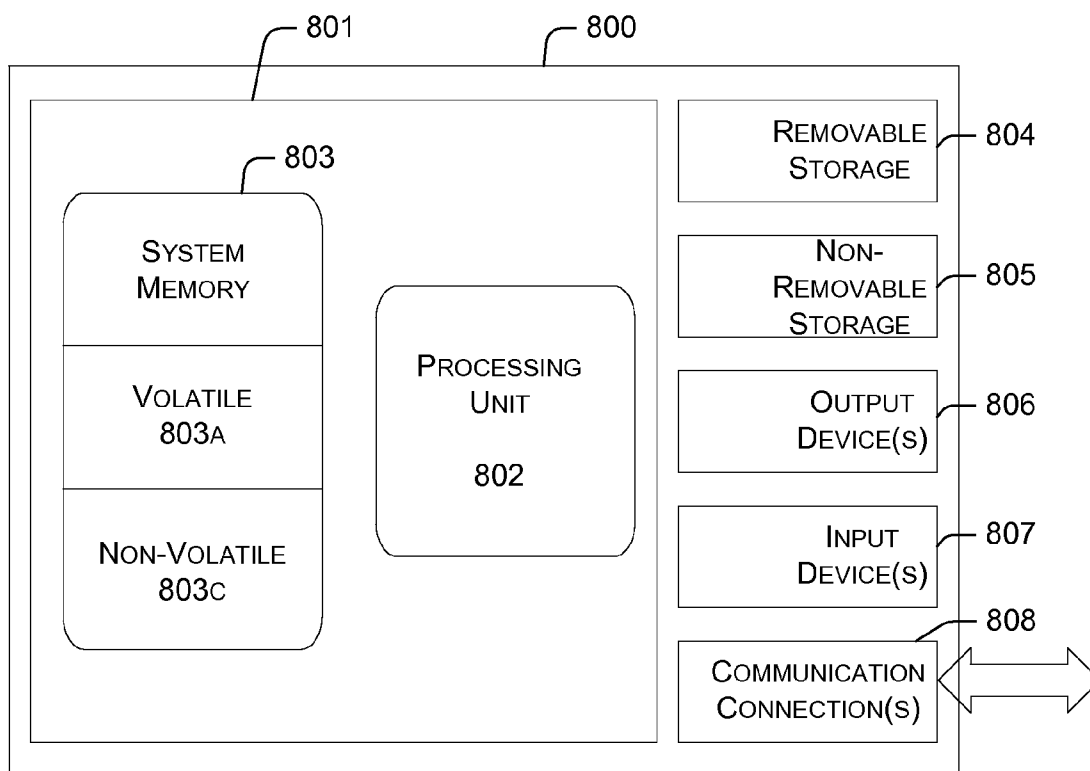 801
800
803
SYSTEM
MEMORY
VOLATILE
803A
NON-VOLATILE
803C
PROCESSING
UNIT
802
REMOVABLE
STORAGE
804
NON-
REMOVABLE
STORAGE
805
OUTPUT
DEVICE(S)
806
INPUT
DEVICE(S)
807
808
COMMUNICATION
CONNECTION(S)